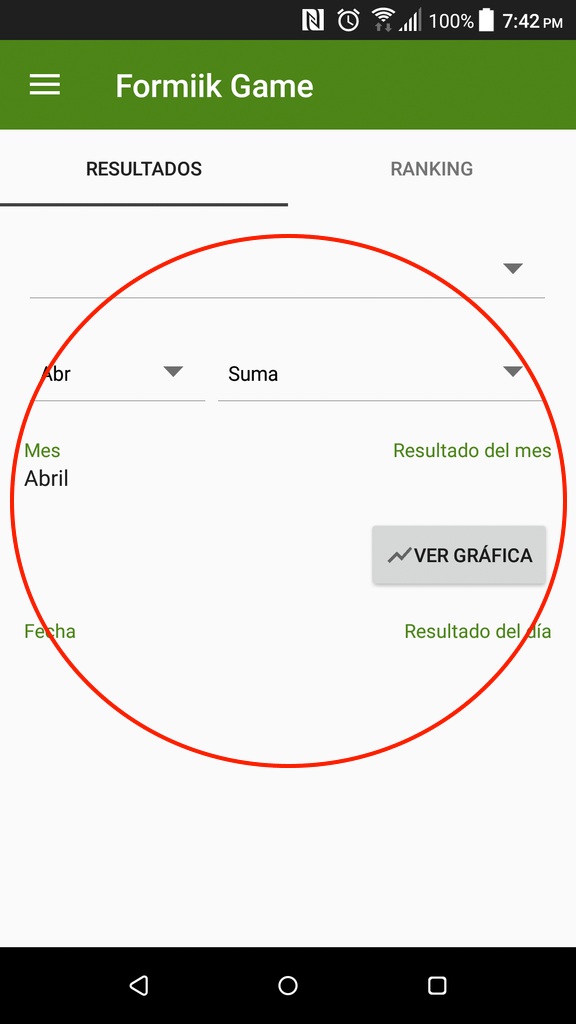 100% 7:42 PM
Formiik Game
RESULTADOS RANKING
Abr Suma
Mes Resultado del mes
Abril
VER GRÁFICA
Fecha Resultado del día